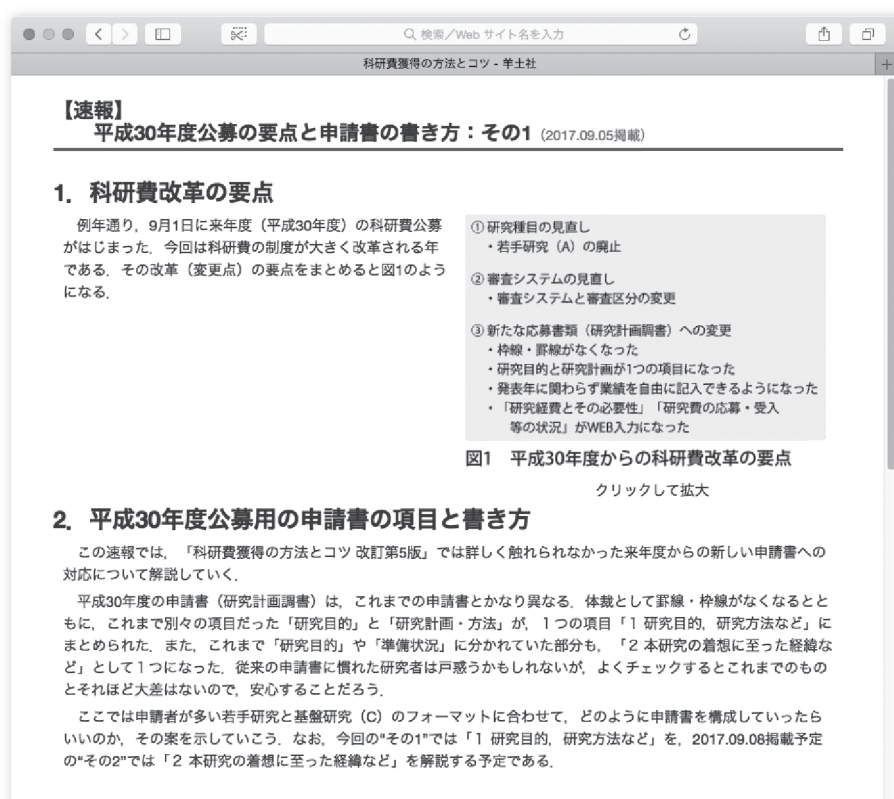 検索／Web サイト名を入力
科研費獲得の方法とコツ - 羊土社
【速報】
平成30年度公募の要点と申請書の書き方：その1（2017.09.05掲載）
1．科研費改革の要点
例年通り，9月1日に来年度（平成30年度）の科研費公募
がはじまった．今回は科研費の制度が大きく改革される年
である．その改革（変更点）の要点をまとめると図1のよう
になる．
① 研究種目の見直し
・若手研究（A）の廃止
② 審査システムの見直し
・審査システムと審査区分の変更
③ 新たな応募書類（研究計画調書）への変更
・枠線・罫線がなくなった
・研究目的と研究計画が1つの項目になった
・発表年に関わらず業績を自由に記入できるようになった
・「研究経費とその必要性」「研究費の応募・受入
等の状況」がWEB入力になった
図1　平成30年度からの科研費改革の要点
クリックして拡大
2．平成30年度公募用の申請書の項目と書き方
この速報では，「科研費獲得の方法とコツ 改訂第5版」では詳しく触れられなかった来年度からの新しい申請書への
対応について解説していく．
平成30年度の申請書（研究計画調書）は，これまでの申請書とかなり異なる．体裁として罫線・枠線がなくなるとと
もに，これまで別々の項目だった「研究目的」と「研究計画・方法」が，1つの項目「1 研究目的，研究方法など」に
まとめられた．また，これまで「研究目的」や「準備状況」に分かれていた部分も，「2 本研究の着想に至った経緯な
ど」として1つになった．従来の申請書に慣れた研究者は戸惑うかもしれないが，よくチェックするとこれまでのもの
とそれほど大差はないので，安心することだろう．
ここでは申請者が多い若手研究と基盤研究（C）のフォーマットに合わせて，どのように申請書を構成していったら
いいのか，その案を示していこう．なお，今回の“その1”では「1 研究目的，研究方法など」を，2017.09.08掲載予定
の“その2”では「2 本研究の着想に至った経緯など」を解説する予定である．